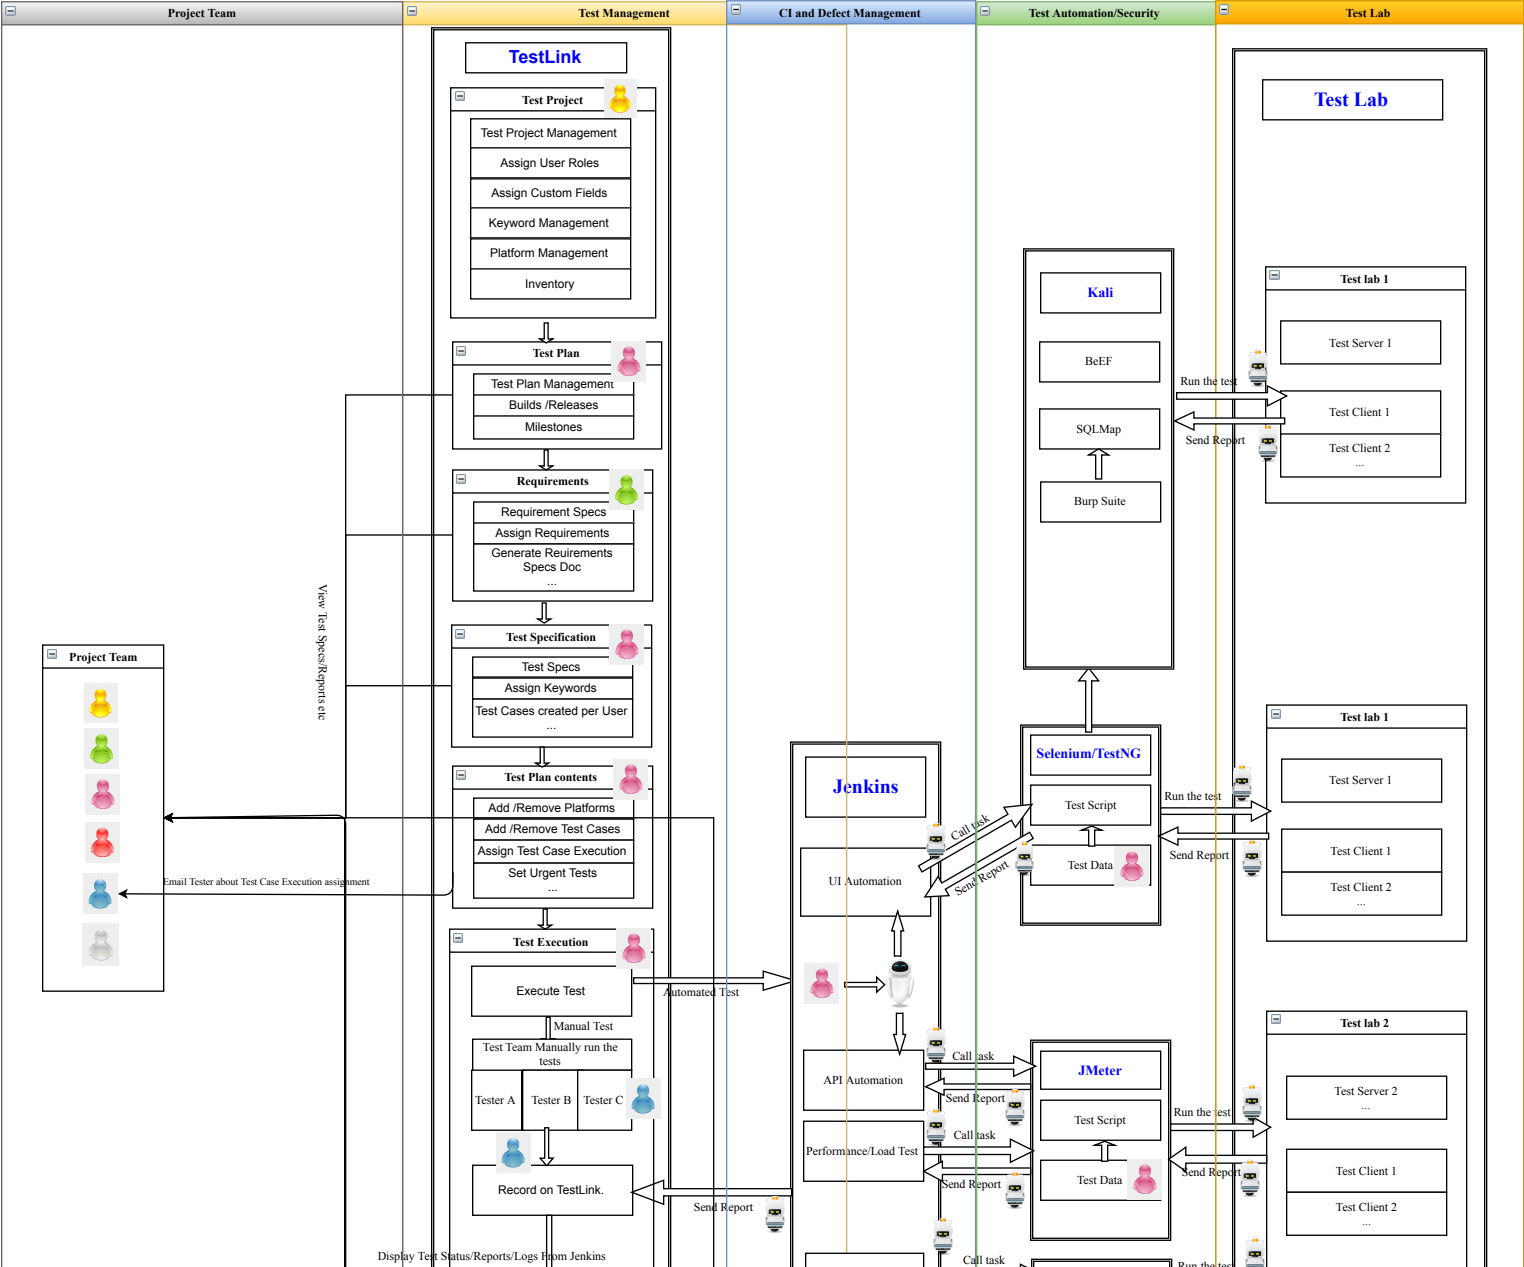 Project Team
Test Management
CI and Defect Management
Test Automation/Security
Test Lab
TestLink
Test Project
Test Project Management
Assign User Roles
Assign Custom Fields
Keyword Management
Platform Management
Inventory
Test Plan
Test Plan Management
Builds /Releases
Milestones
Requirements
Requirement Specs
Assign Requirements
Generate Reuirements
Specs Doc
...
Test Specification
Test Specs
Assign Keywords
Test Cases created per User
...
Test Plan contents
Add /Remove Platforms
Add /Remove Test Cases
Assign Test Case Execution
Set Urgent Tests
...
Test Execution
Execute Test
Manual Test
Test Team Manually run the
tests
Tester A
Tester B
Tester C
Record on TestLink.
Display Test Status/Reports/Logs From Jenkins
View Test Specs/Reports etc
Project Team
Email Tester about Test Case Execution assignment
Automated Test
Send Report
Jenkins
UI Automation
API Automation
Performance/Load Test
Call task
Send Report
Call task
Send Report
Call task
Send Report
Call task
Kali
BeEF
SQLMap
Burp Suite
Selenium/TestNG
Test Script
Test Data
JMeter
Test Script
Test Data
Run the test
Send Report
Run the test
Send Report
Run the test
Send Report
Run the test
Test Lab
Test lab 1
Test Server 1
Test Client 1
Test Client 2
...
Test lab 1
Test Server 1
Test Client 1
Test Client 2
...
Test lab 2
Test Server 2
...
Test Client 1
Test Client 2
...